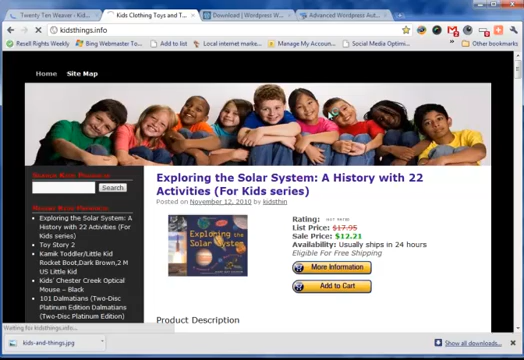 Twenty Ten Weaver - Kid...
Kids Clothing Toys and T...
Download | Wordpress W...
Advanced Wordpress Aut...
kidsthings.info
Resell Rights Weekly
Bing Webmaster To...
Add to list
Local internet marke...
Manage My Account...
Social Media Optimi...
Other bookmarks
Home
Site Map
Search
Exploring the Solar System: A History with 22 Activities (For Kids series)
Toy Story 2
Kamik Toddler/Little Kid Rocket Boot,Dark Brown,2 M US Little Kid
Kids' Chester Creek Optical Mouse – Black
101 Dalmatians (Two-Disc Platinum Edition Dalmatians (Two-Disc Platinum Edition)
Exploring the Solar System: A History with 22
Activities (For Kids series)
Posted on November 12, 2010 by kidsthin
Exploring the
Solar System
Rating: NOT RATED
List Price: $17.95
Sale Price: $12.21
Availability: Usually ships in 24 hours
Eligible For Free Shipping
More Information
Add to Cart
Product Description
Waiting for kidsthings.info...
kids-and-things.jpg
Show all downloads...